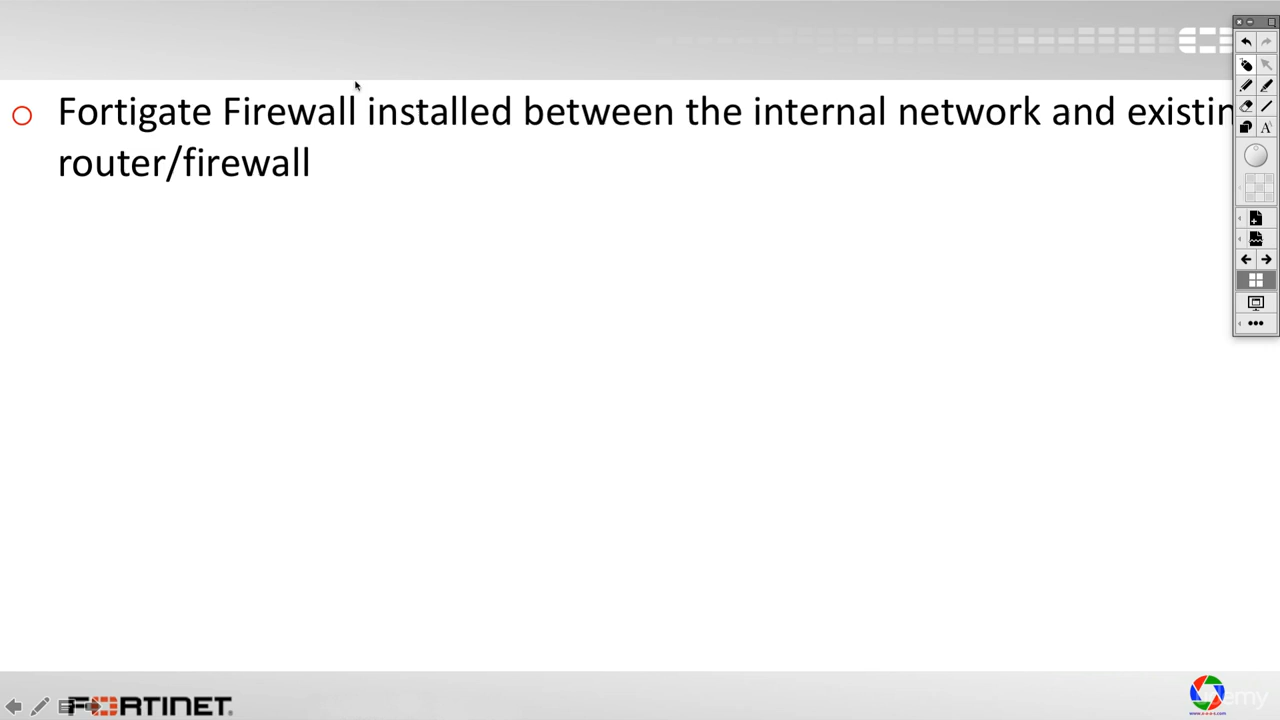 Fortigate Firewall installed between the internal network and existin
router/firewall
FORTINET